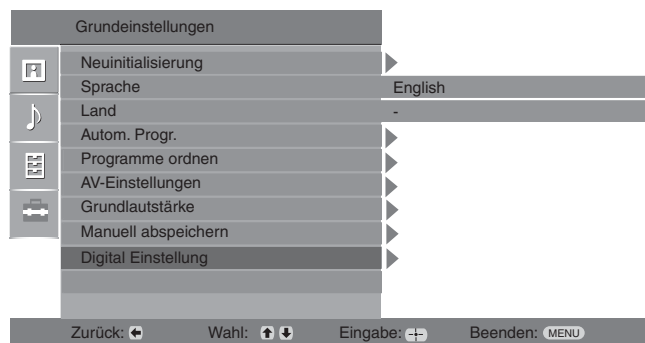 Grundeinstellungen
Neuinitialisierung
Sprache English
Land -
Autom. Progr.
Programme ordnen
AV-Einstellungen
Grundlautstärke
Manuell abspeichern
Digital Einstellung
Zurück: Wahl: Eingabe: Beenden: MENU